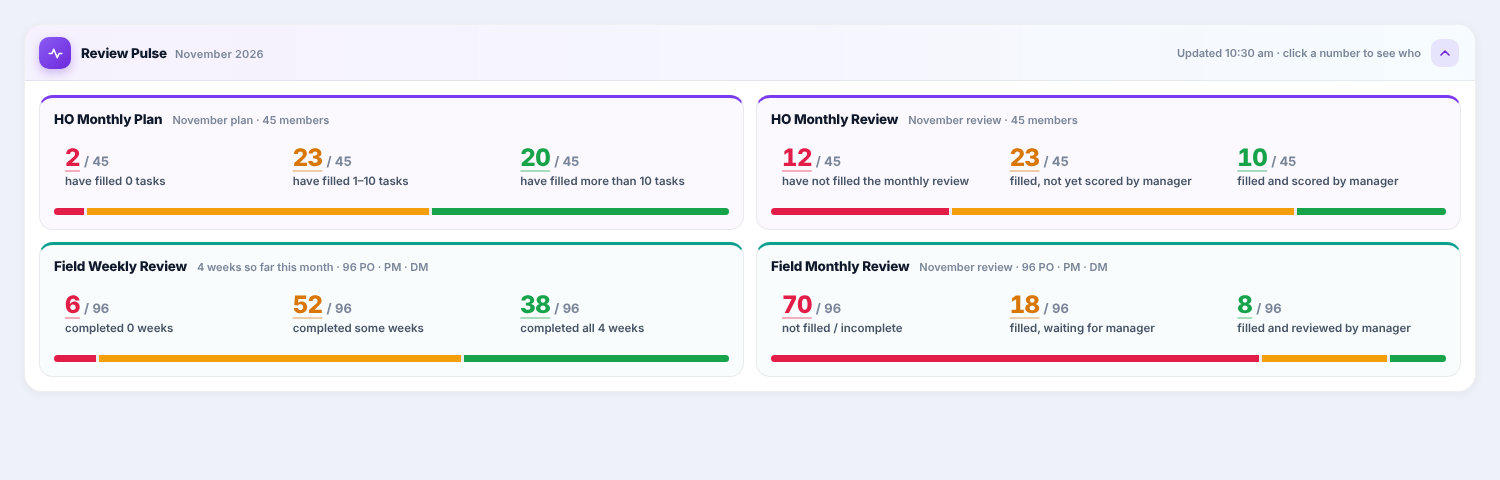 Review Pulse November 2026
Updated 10:30 am · click a number to see who
HO Monthly Plan November plan · 45 members
2 / 45
have filled 0 tasks
23 / 45
have filled 1–10 tasks
20 / 45
have filled more than 10 tasks
HO Monthly Review November review · 45 members
12 / 45
have not filled the monthly review
23 / 45
filled, not yet scored by manager
10 / 45
filled and scored by manager
Field Weekly Review 4 weeks so far this month · 96 PO · PM · DM
6 / 96
completed 0 weeks
52 / 96
completed some weeks
38 / 96
completed all 4 weeks
Field Monthly Review November review · 96 PO · PM · DM
70 / 96
not filled / incomplete
18 / 96
filled, waiting for manager
8 / 96
filled and reviewed by manager